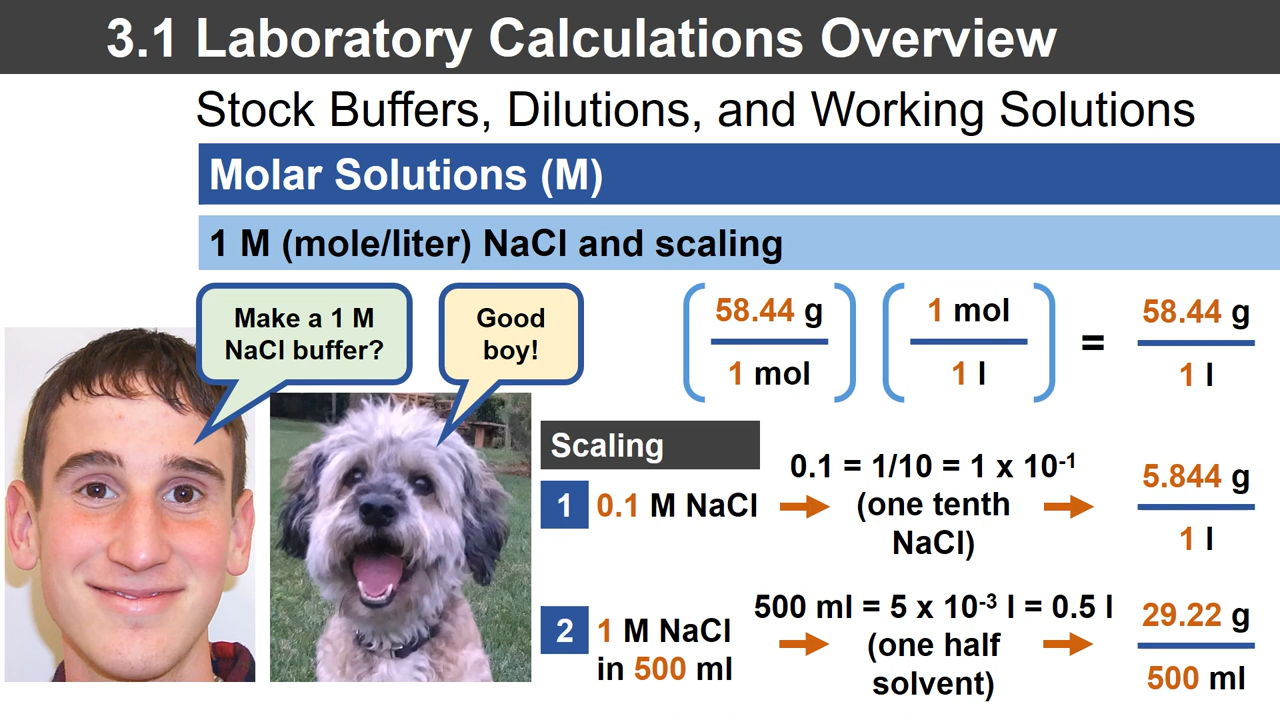 3.1 Laboratory Calculations Overview
Stock Buffers, Dilutions, and Working Solutions
Molar Solutions (M)
1 M (mole/liter) NaCl and scaling
Make a 1 M
NaCl buffer?
Good
boy!
58.44 g
1 mol
1 mol
1 l
=
58.44 g
1 l
Scaling
1
0.1 M NaCl
0.1 = 1/10 = 1 x 10⁻¹
(one tenth
NaCl)
5.844 g
1 l
2
1 M NaCl
in 500 ml
500 ml = 5 x 10⁻³ l = 0.5 l
(one half
solvent)
29.22 g
500 ml